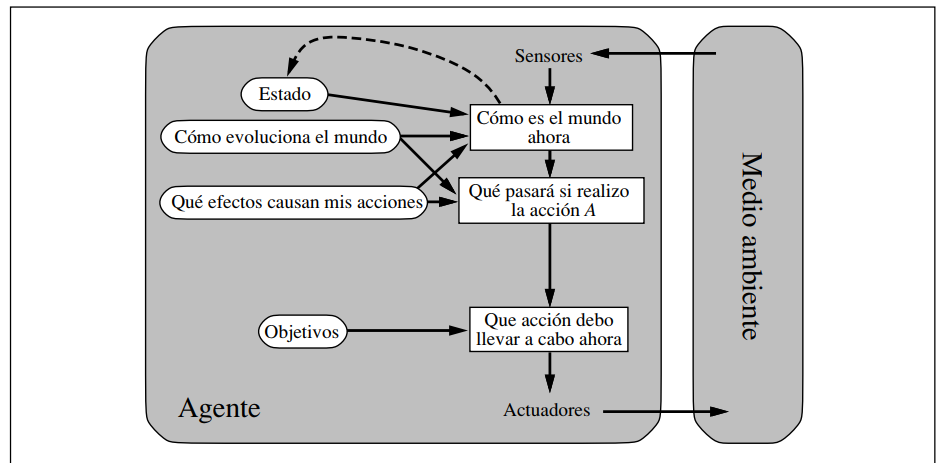 Sensores
Estado
Cómo es el mundo
ahora
Cómo evoluciona el mundo
Qué efectos causan mis acciones
Qué pasará si realizo
la acción A
Medio ambiente
Objetivos
Que acción debo
llevar a cabo ahora
Agente
Actuadores